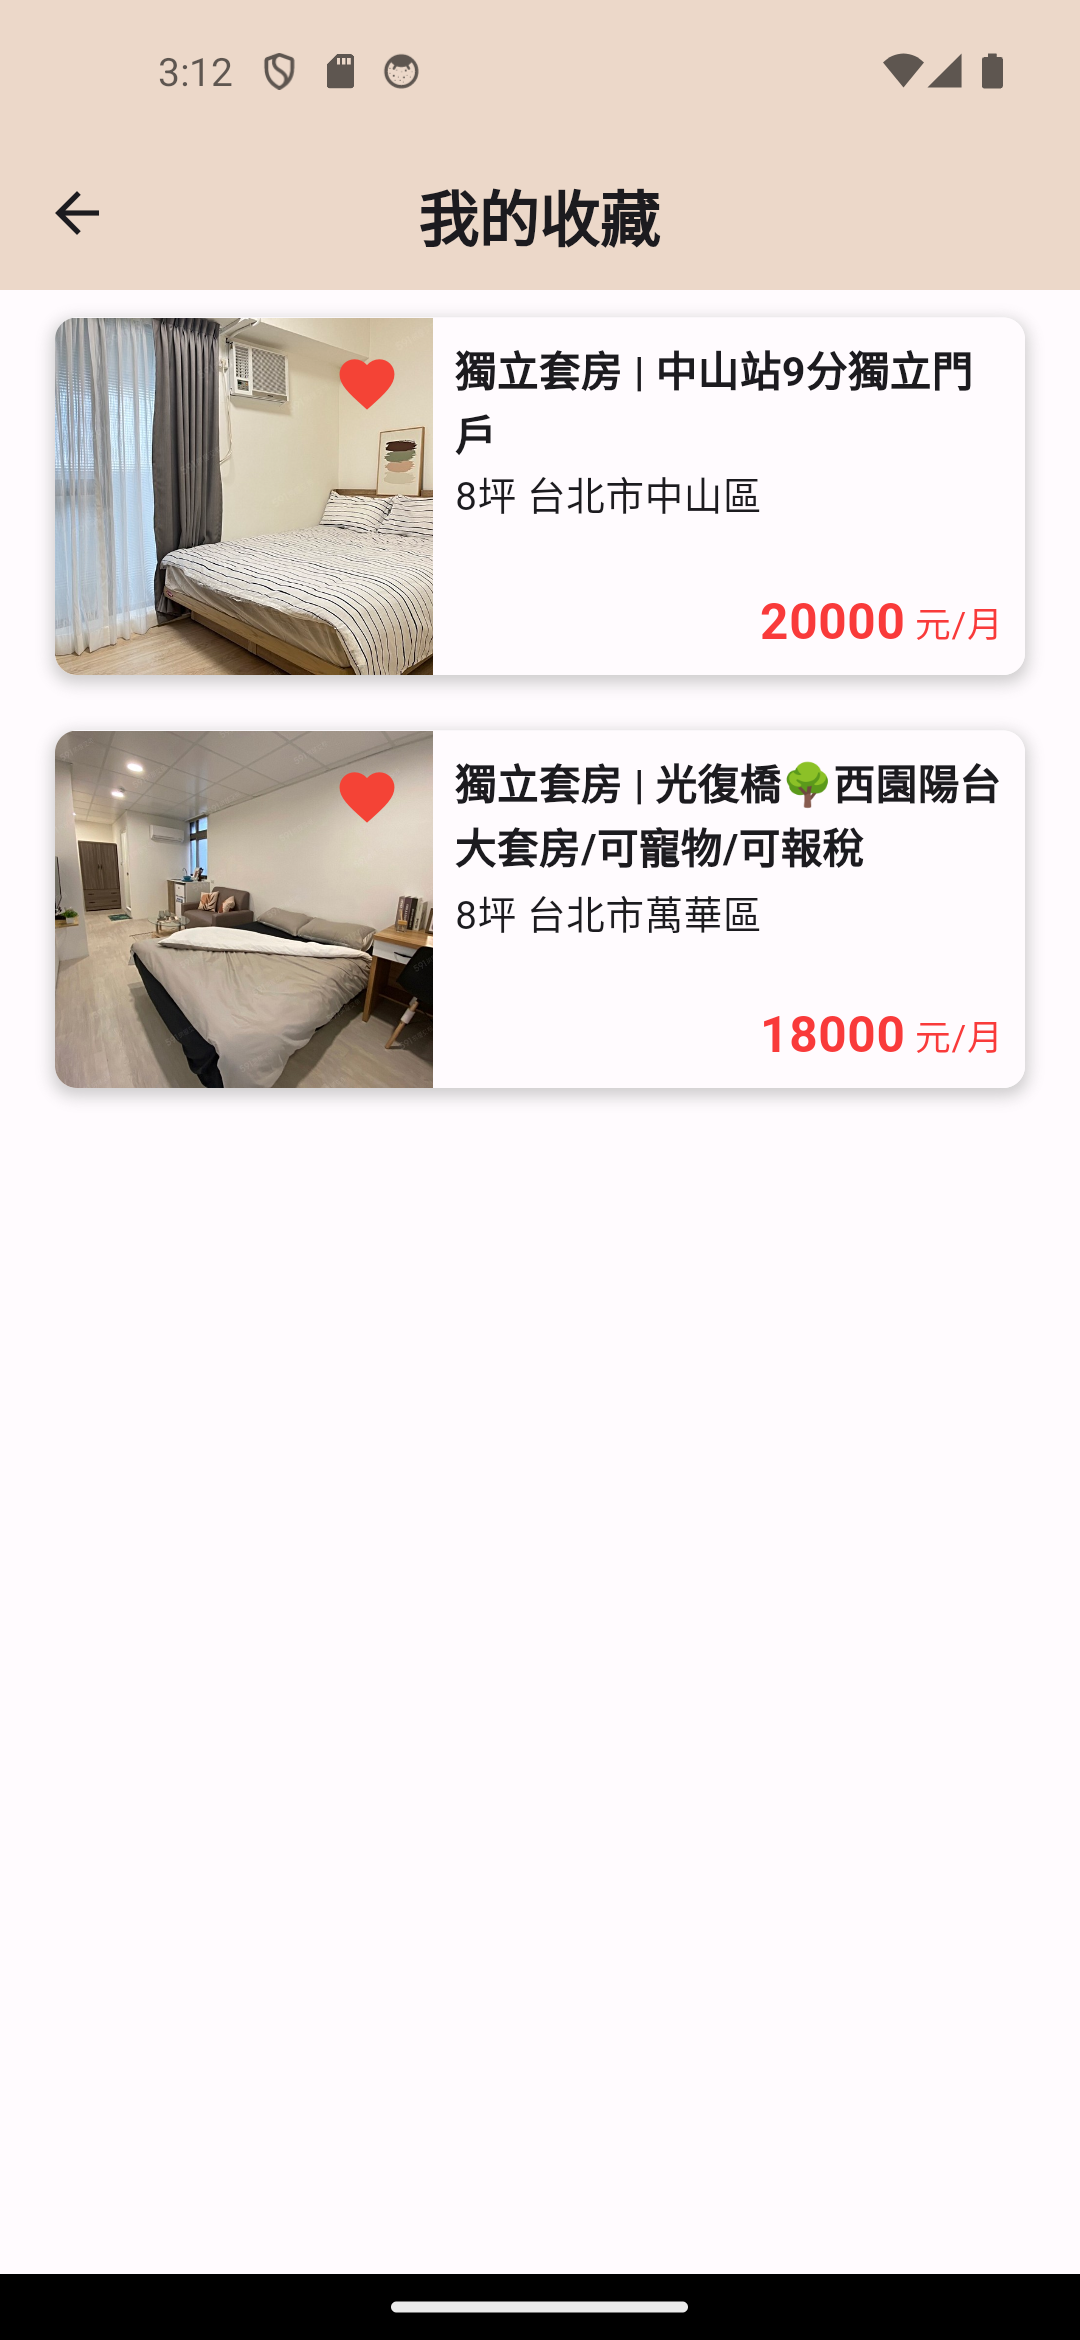 3:12
我的收藏
獨立套房 | 中山站9分獨立門
戶
8坪 台北市中山區
20000 元/月
獨立套房 | 光復橋🌳西園陽台
大套房/可寵物/可報稅
8坪 台北市萬華區
18000 元/月